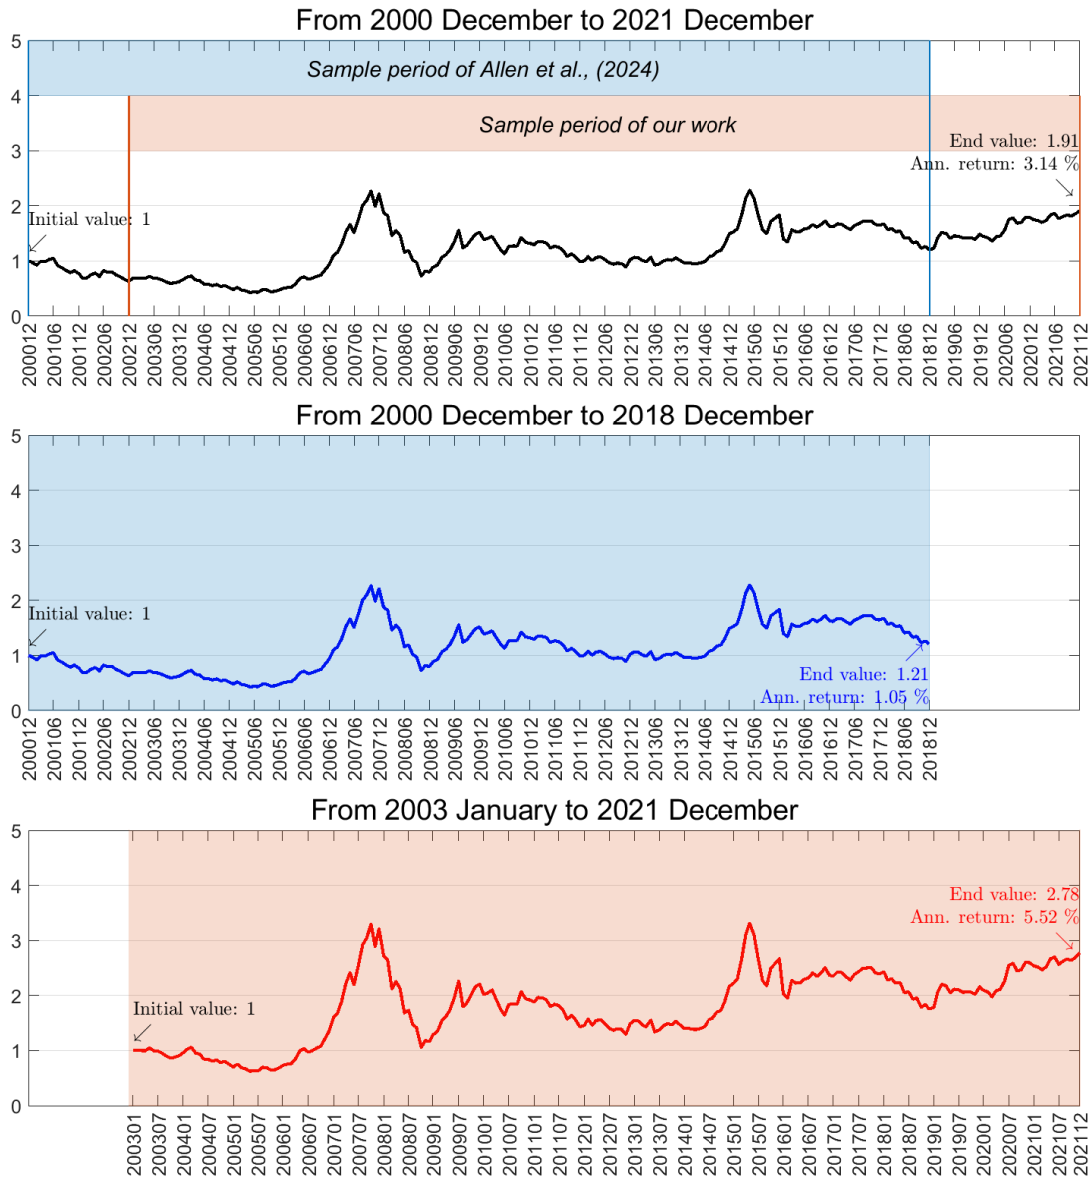 From 2000 December to 2021 December
5
Sample period of Allen et al., (2024)
4
Sample period of our work
End value: 1.91
3
Ann. return: 3.14 %
2
Initial value: 1
1
0
200012 200106 200112 200206 200212 200306 200312 200406 200412 200506 200512 200606 200612 200706 200712 200806 200812 200906 200912 201006 201012 201106 201112 201206 201212 201306 201312 201406 201412 201506 201512 201606 201612 201706 201712 201806 201812 201906 201912 202006 202012 202106 202112
From 2000 December to 2018 December
5
4
3
2
Initial value: 1
1
End value: 1.21
Ann. return: 1.05 %
0
200012 200106 200112 200206 200212 200306 200312 200406 200412 200506 200512 200606 200612 200706 200712 200806 200812 200906 200912 201006 201012 201106 201112 201206 201212 201306 201312 201406 201412 201506 201512 201606 201612 201706 201712 201806 201812
From 2003 January to 2021 December
5
4
End value: 2.78
Ann. return: 5.52 %
3
2
Initial value: 1
1
0
200301 200307 200401 200407 200501 200507 200601 200607 200701 200707 200801 200807 200901 200907 201001 201007 201101 201107 201201 201207 201301 201307 201401 201407 201501 201507 201601 201607 201701 201707 201801 201807 201901 201907 202001 202007 202101 202107 202112